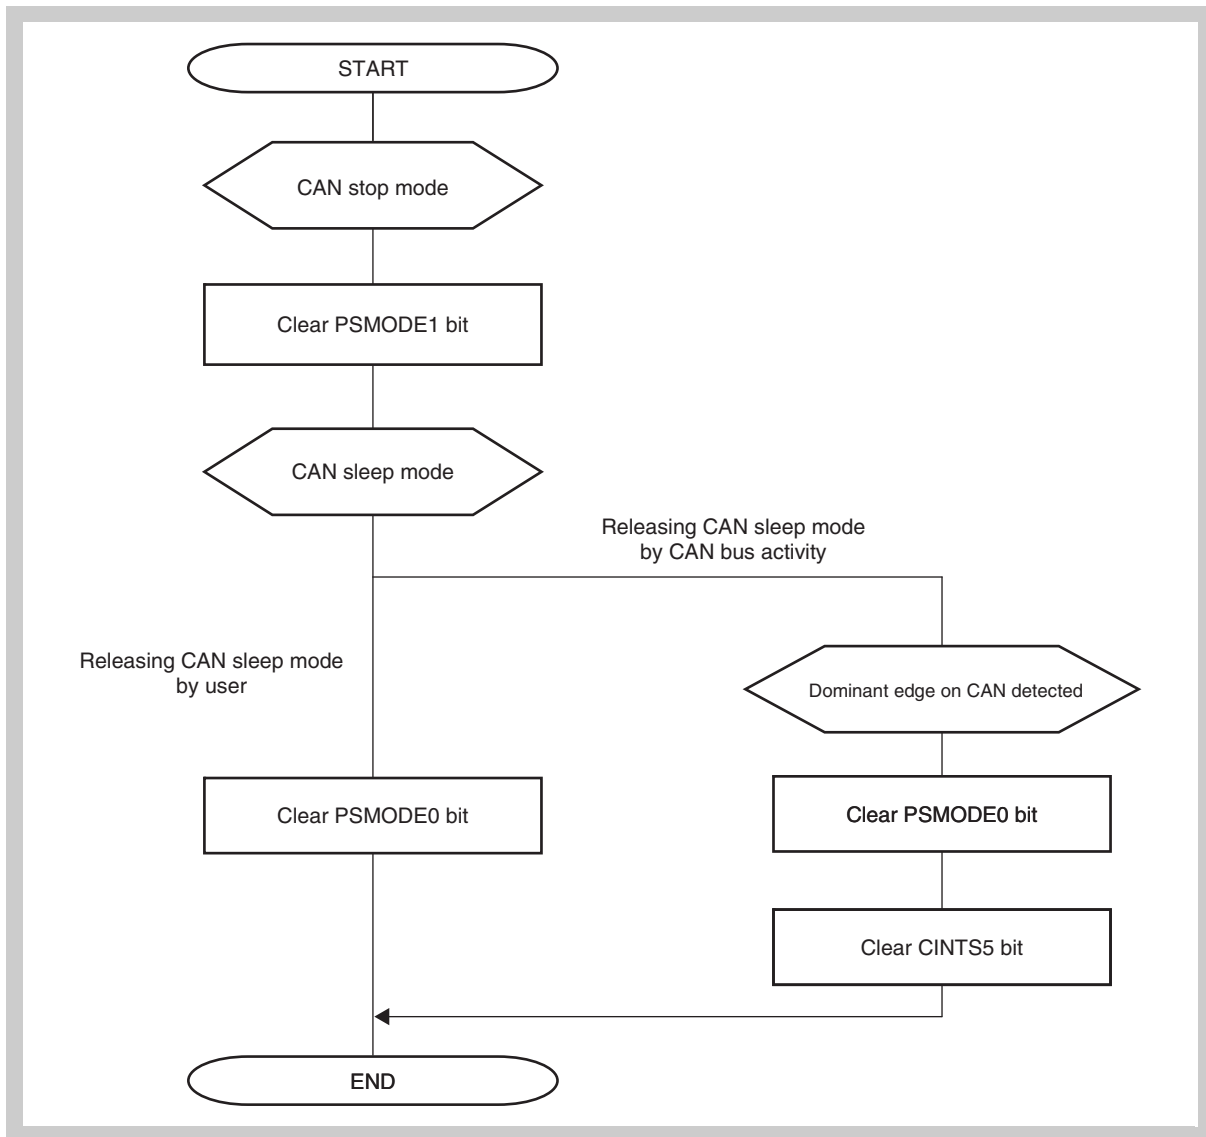 START
CAN stop mode
Clear PSMODE1 bit
CAN sleep mode
Releasing CAN sleep mode
by CAN bus activity
Releasing CAN sleep mode
by user
Dominant edge on CAN detected
Clear PSMODE0 bit
Clear PSMODE0 bit
Clear CINTS5 bit
END